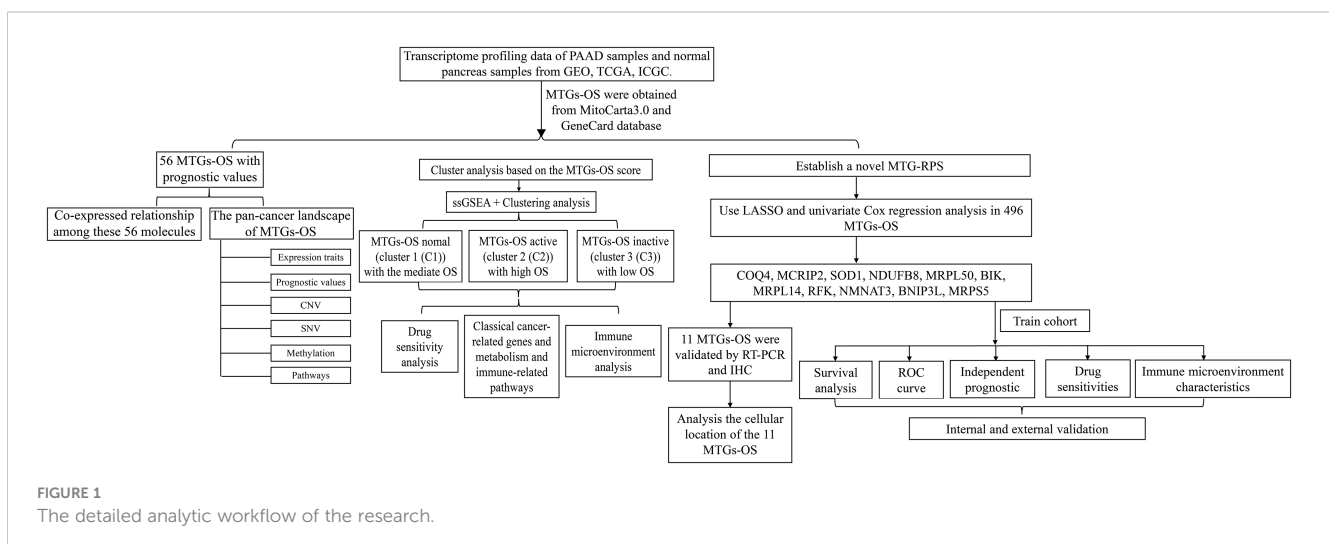 Transcriptome profiling data of PAAD samples and normal
pancreas samples from GEO, TCGA, ICGC.
MTGs-OS were obtained
from MitoCarta3.0 and
GeneCard database
56 MTGs-OS with
prognostic values
Co-expressed relationship
among these 56 molecules
The pan-cancer landscape
of MTGs-OS
Expression traits
Prognostic values
CNV
SNV
Methylation
Pathways
Cluster analysis based on the MTGs-OS score
ssGSEA + Clustering analysis
MTGs-OS nomal
(cluster 1 (C1))
with the mediate OS
MTGs-OS active
(cluster 2 (C2))
with high OS
MTGs-OS inactive
(cluster 3 (C3))
with low OS
Drug
sensitivity
analysis
Classical cancer-
related genes and
metabolism and
immune-related
pathways
Immune
microenvironment
analysis
Establish a novel MTG-RPS
Use LASSO and univariate Cox regression analysis in 496
MTGs-OS
COQ4, MCRIP2, SOD1, NDUFB8, MRPL50, BIK,
MRPL14, RFK, NMNAT3, BNIP3L, MRPS5
11 MTGs-OS were
validated by RT-PCR
and IHC
Analysis the cellular
location of the 11
MTGs-OS
Train cohort
Survival
analysis
ROC
curve
Independent
prognostic
Drug
sensitivities
Immune microenvironment
characteristics
Internal and external validation
FIGURE 1
The detailed analytic workflow of the research.